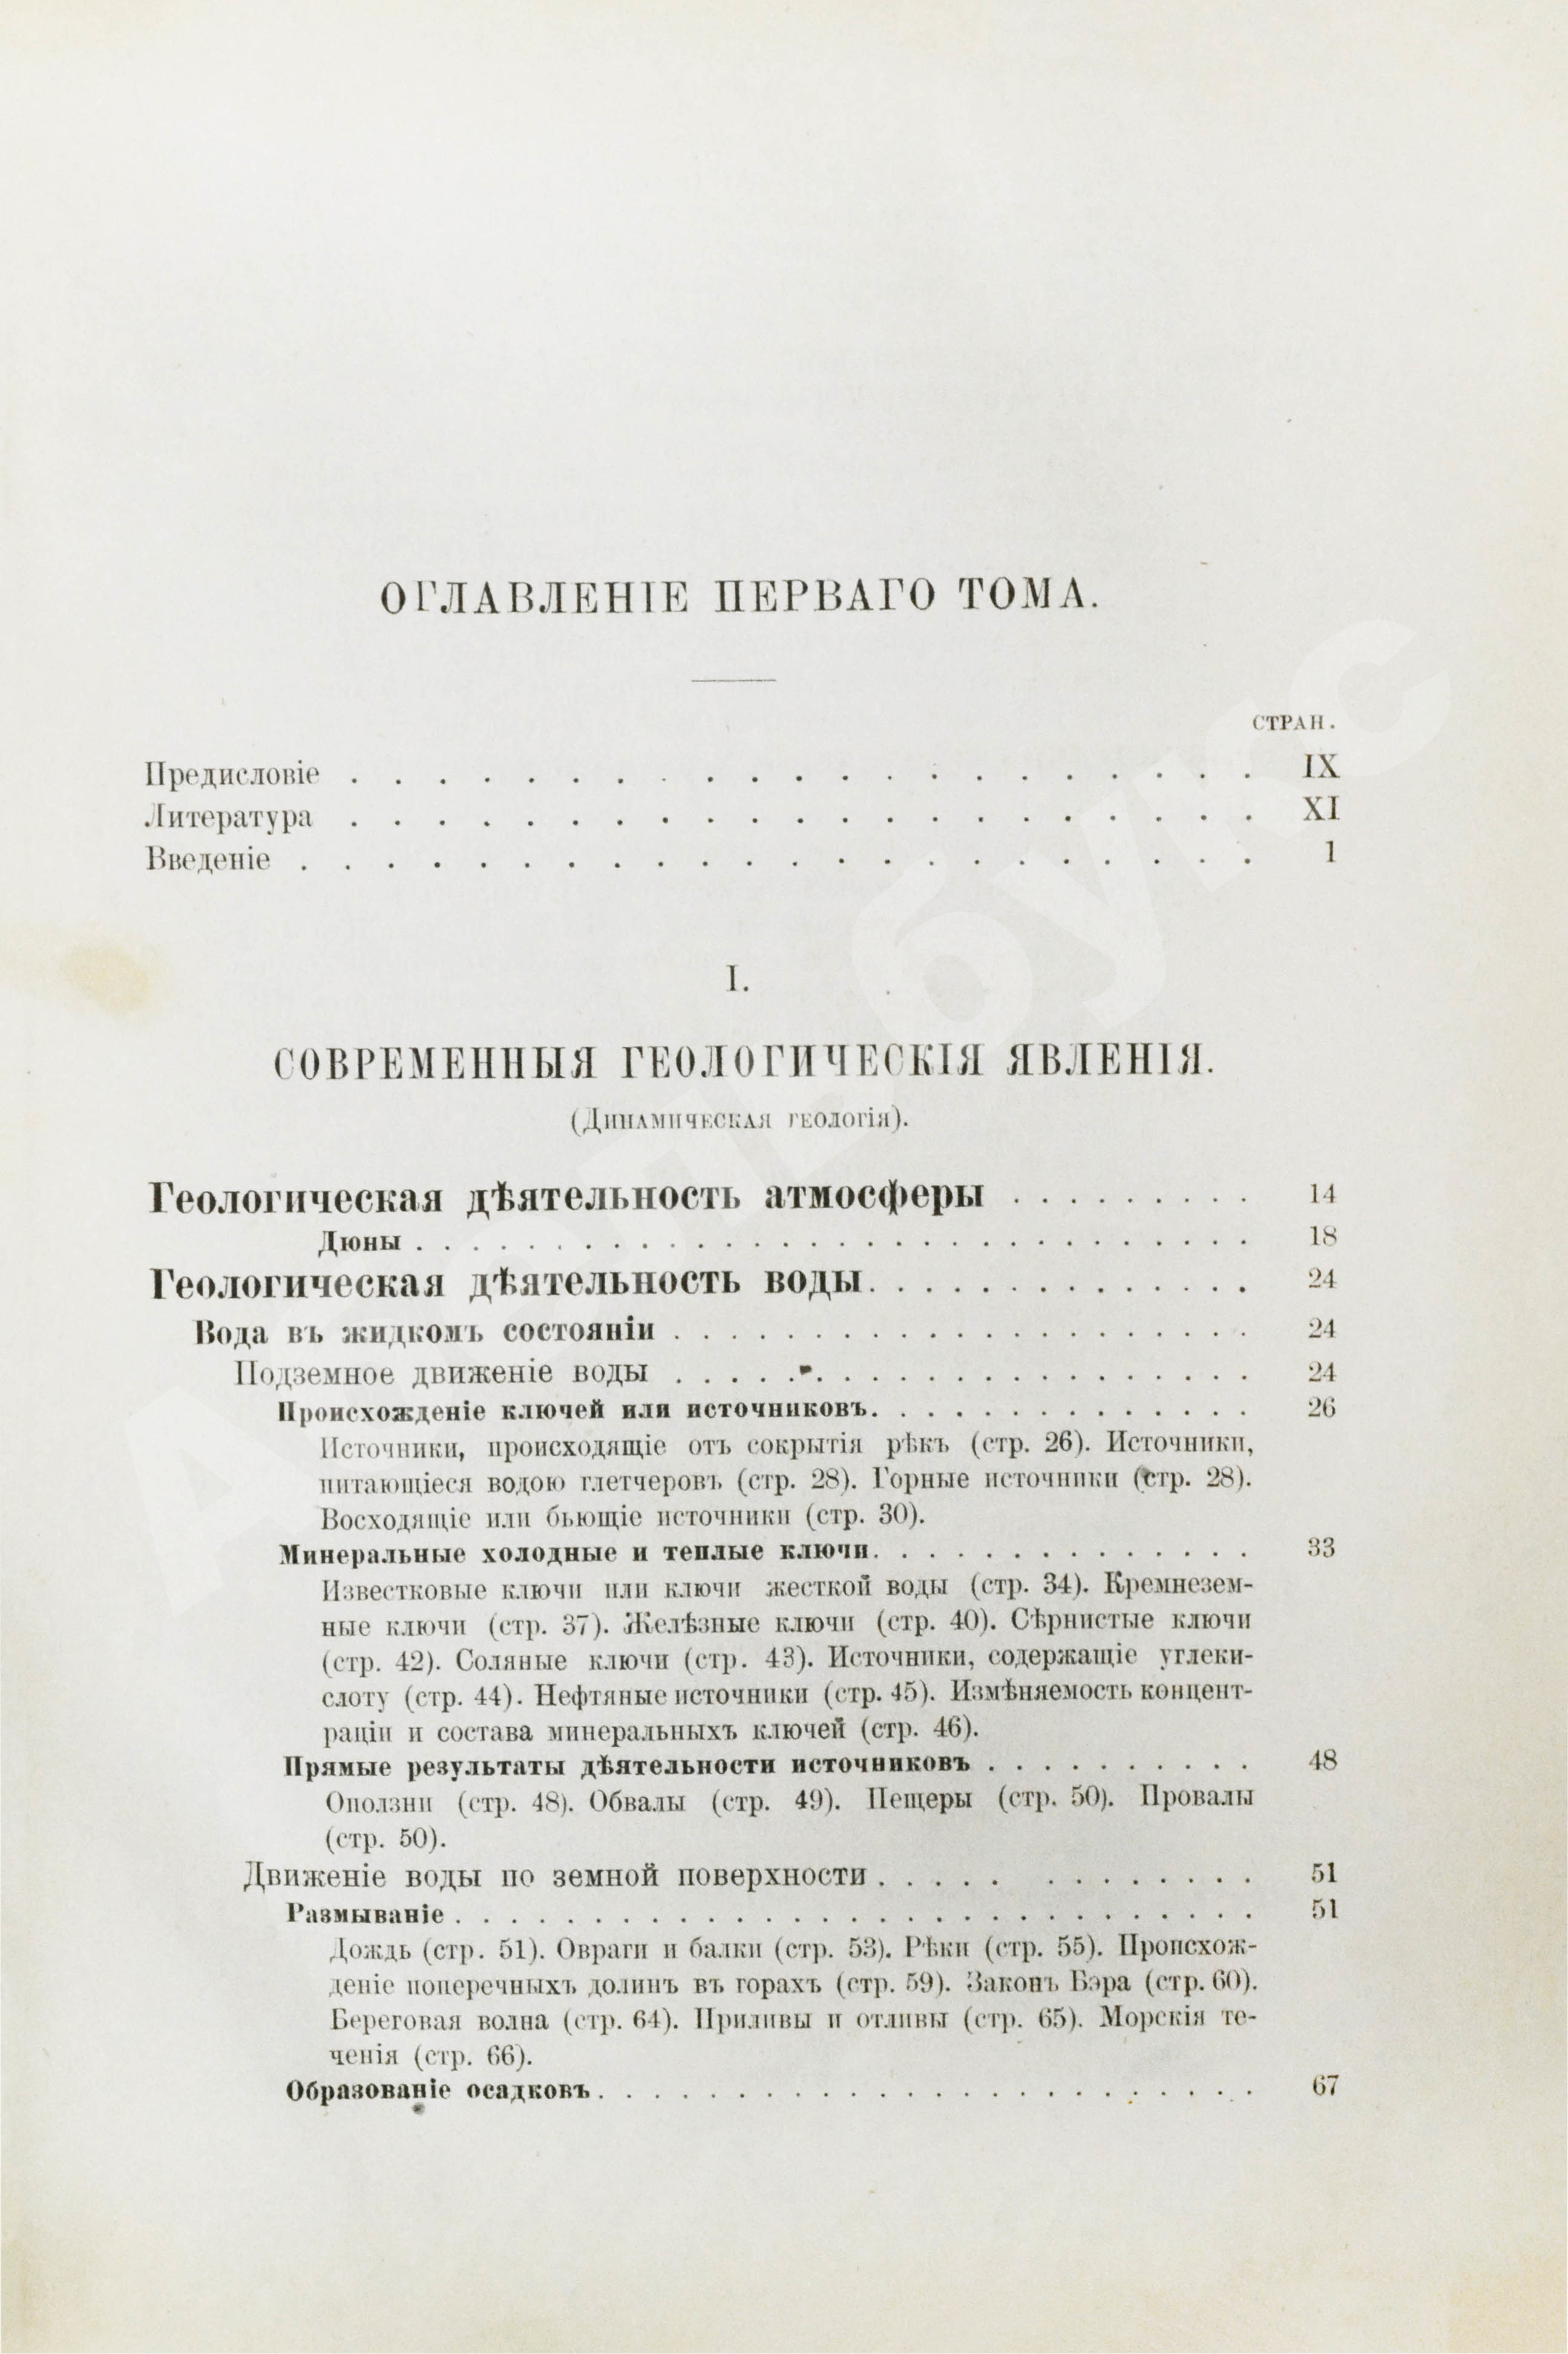 ОГЛАВЛЕНІЕ ПЕРВАГО ТОМА.
СТРАН.
Предисловіе . . . . . . . . . . . . . . . . . . . . . IX
Литература . . . . . . . . . . . . . . . . . . . . . XI
Введеніе . . . . . . . . . . . . . . . . . . . . . . 1
I.
СОВРЕМЕННЫЯ ГЕОЛОГИЧЕСКІЯ ЯВЛЕНІЯ.
(Динамическая геологія).
Геологическая дѣятельность атмосферы . . . . . . . . . 14
Дюны . . . . . . . . . . . . . . . . . . . . . . . . . . . . . . 18
Геологическая дѣятельность воды. . . . . . . . . . . . . . 24
Вода въ жидкомъ состояніи . . . . . . . . . . . . . . . . . . . . . 24
Подземное движеніе воды . . . . . . . . . . . . . . . . . . . . . 24
Происхожденіе ключей или источниковъ. . . . . . . . . . . . . . 26
Источники, происходящіе отъ сокрытія рѣкъ (стр. 26). Источники,
питающіеся водою глетчеровъ (стр. 28). Горные источники (стр. 28).
Восходящіе или бьющіе источники (стр. 30).
Минеральные холодные и теплые ключи. . . . . . . . . . . . . . 33
Известковые ключи или ключи жесткой воды (стр. 34). Кремнезем-
ные ключи (стр. 37). Желѣзные ключи (стр. 40). Сѣрнистые ключи
(стр. 42). Соляные ключи (стр. 43). Источники, содержащіе углеки-
слоту (стр. 44). Нефтяные источники (стр. 45). Измѣняемость концент-
раціи и состава минеральныхъ ключей (стр. 46).
Прямые результаты дѣятельности источниковъ . . . . . . . . . . 48
Оползни (стр. 48). Обвалы (стр. 49). Пещеры (стр. 50). Провалы
(стр. 50).
Движеніе воды по земной поверхности . . . . . . . . . . . . . 51
Размываніе . . . . . . . . . . . . . . . . . . . . . . . . . . . . . 51
Дождь (стр. 51). Овраги и балки (стр. 53). Рѣки (стр. 55). Происхож-
деніе поперечныхъ долинъ въ горахъ (стр. 59). Законъ Бэра (стр. 60).
Береговая волна (стр. 64). Приливы и отливы (стр. 65). Морскія те-
ченія (стр. 66).
Образованіе осадковъ. . . . . . . . . . . . . . . . . . . . . . . . 67